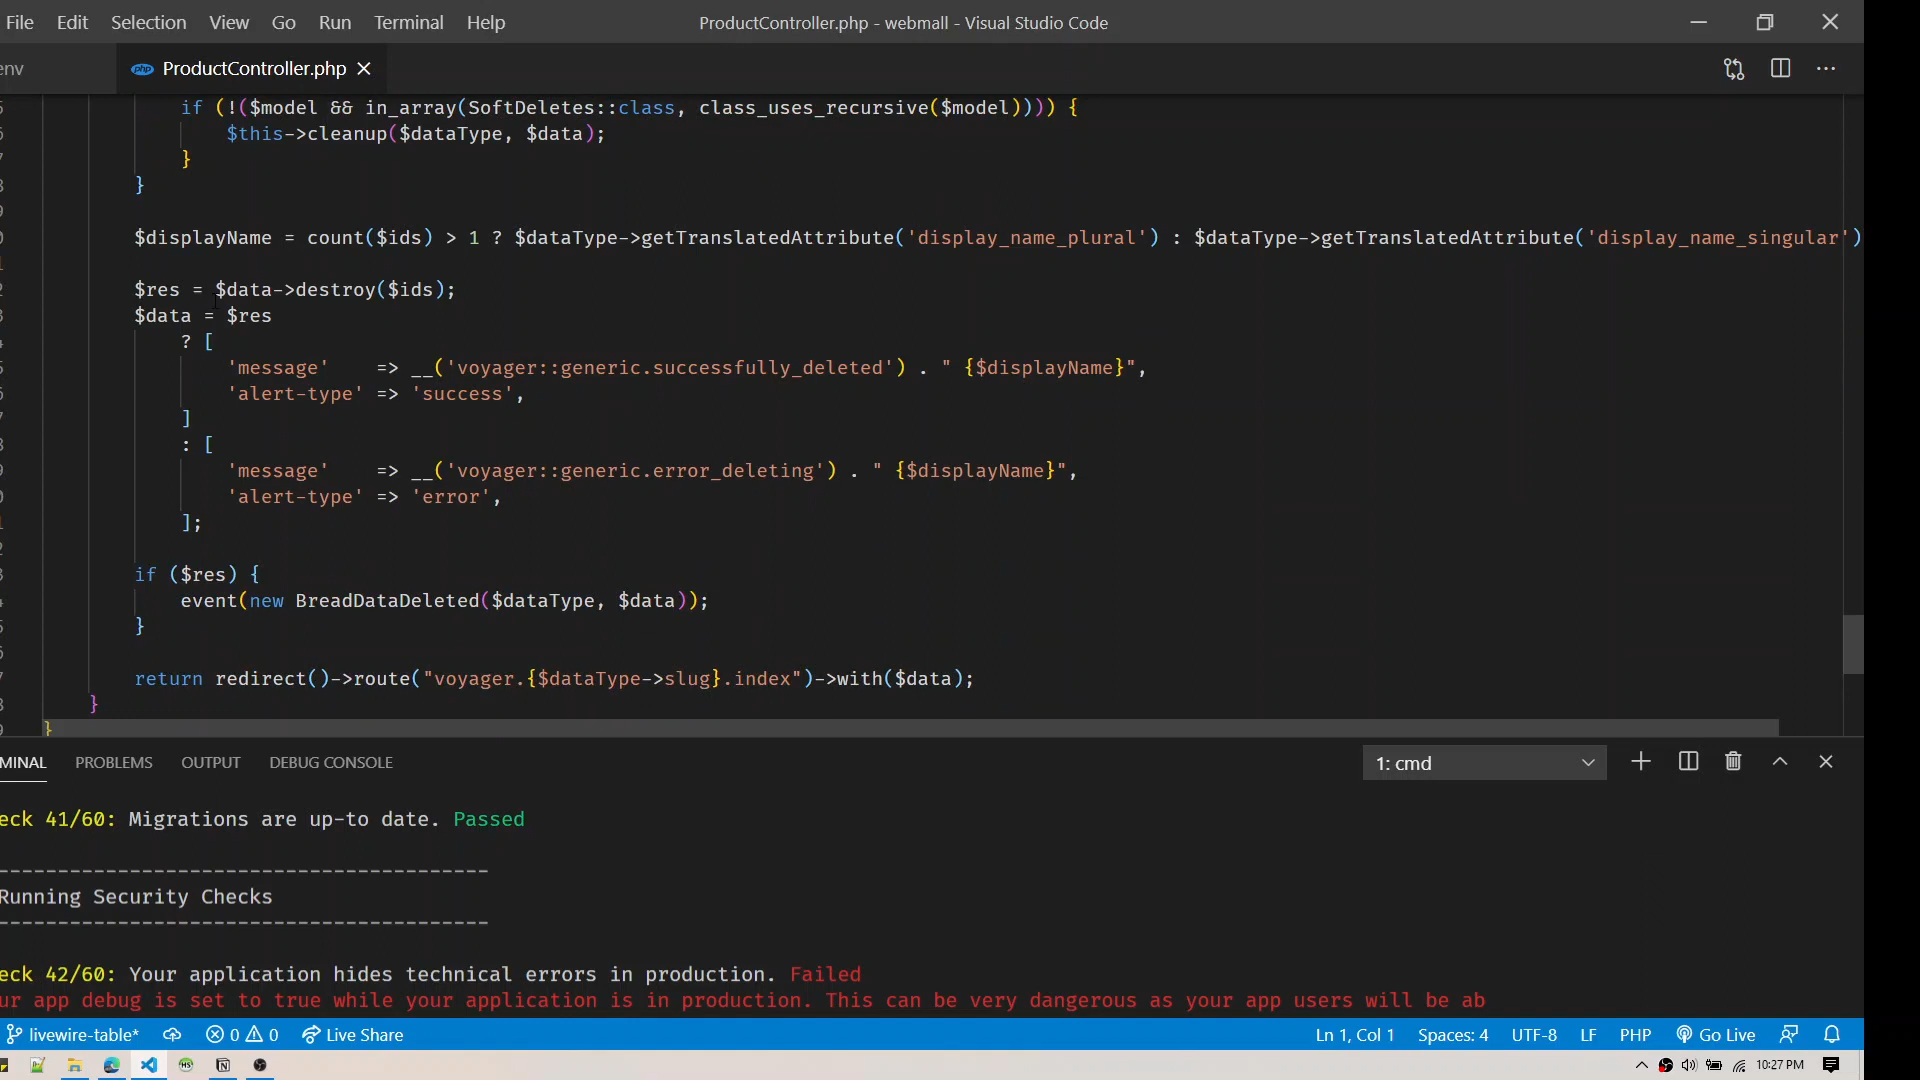 File Edit Selection View Go Run Terminal Help ProductController.php - webmall - Visual Studio Code
env ProductController.php
if (!($model && in_array(SoftDeletes::class, class_uses_recursive($model)))) {
$this->cleanup($dataType, $data);
}
}
$displayName = count($ids) > 1 ? $dataType->getTranslatedAttribute('display_name_plural') : $dataType->getTranslatedAttribute('display_name_singular')
$res = $data->destroy($ids);
$data = $res
? [
'message' => __('voyager::generic.successfully_deleted') . " {$displayName}",
'alert-type' => 'success',
]
: [
'message' => __('voyager::generic.error_deleting') . " {$displayName}",
'alert-type' => 'error',
];
if ($res) {
event(new BreadDataDeleted($dataType, $data));
}
return redirect()->route("voyager.{$dataType->slug}.index")->with($data);
}
}
MINAL PROBLEMS OUTPUT DEBUG CONSOLE 1: cmd
eck 41/60: Migrations are up-to date. Passed
------------------------------------------
Running Security Checks
------------------------------------------
eck 42/60: Your application hides technical errors in production. Failed
ur app debug is set to true while your application is in production. This can be very dangerous as your app users will be ab
livewire-table* 0 0 Live Share Ln 1, Col 1 Spaces: 4 UTF-8 LF PHP Go Live
10:27 PM